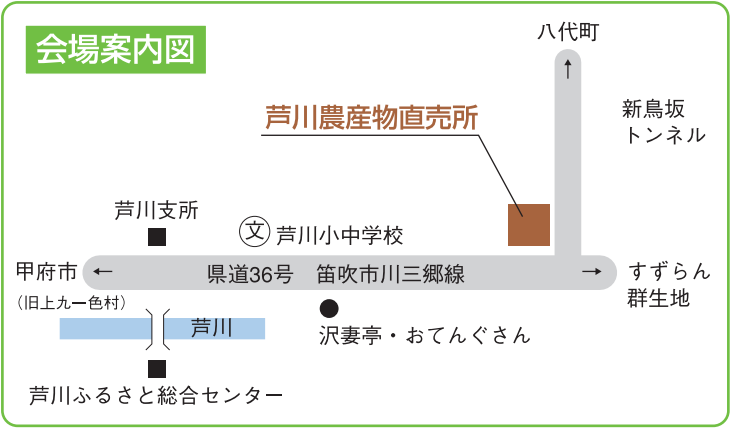 会場案内図
八代町
芦川農産物直売所
新鳥坂
トンネル
芦川支所
文
芦川小中学校
甲府市
(旧上九一色村)
県道36号 笛吹市川三郷線
すずらん
群生地
芦川
沢妻亭・おてんぐさん
芦川ふるさと総合センター